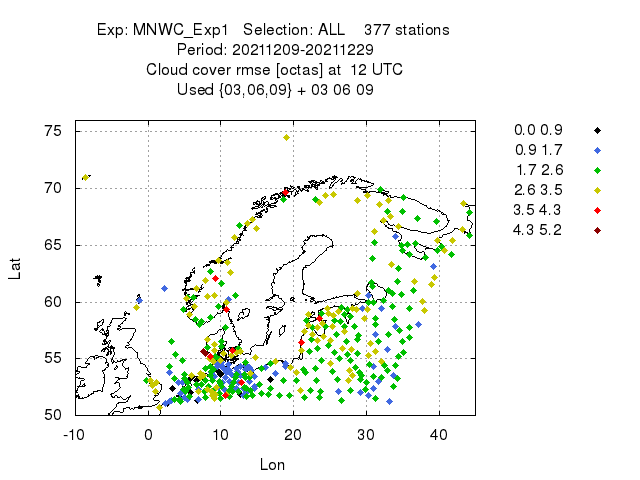 Exp: MNWC_Exp1 Selection: ALL 377 stations
Period: 20211209-20211229
Cloud cover rmse [octas] at 12 UTC
Used {03,06,09} + 03 06 09
75
70
65
60
55
50
-10 0 10 20 30 40
Lat
Lon
0.0 0.9
0.9 1.7
1.7 2.6
2.6 3.5
3.5 4.3
4.3 5.2